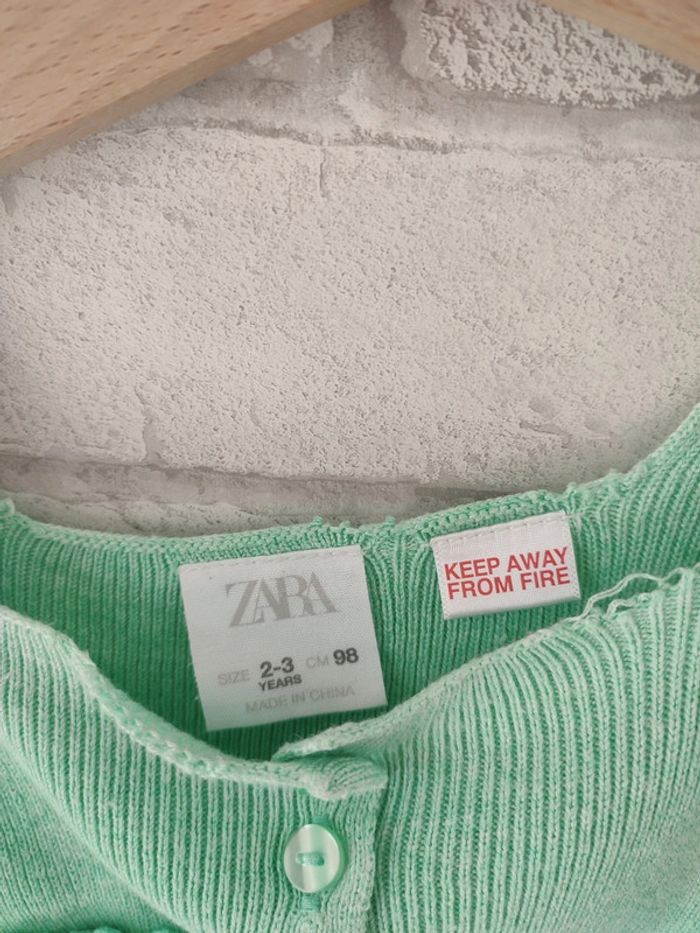 ZARA
SIZE 2-3 YEARS CM 98
MADE IN CHINA
KEEP AWAY
FROM FIRE